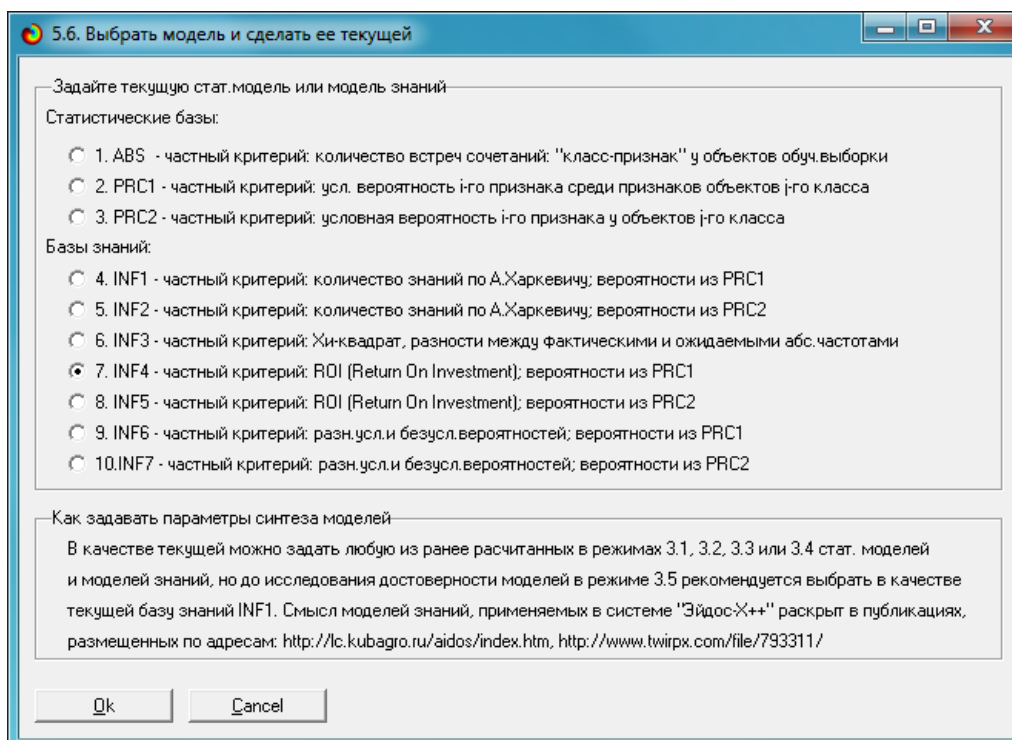 5.6. Выбрать модель и сделать ее текущей
Задайте текущую стат.модель или модель знаний
Статистические базы:
1. ABS - частный критерий: количество встреч сочетаний: "класс-признак" у объектов обуч.выборки
2. PRC1 - частный критерий: усл. вероятность i-го признака среди признаков объектов j-го класса
3. PRC2 - частный критерий: условная вероятность i-го признака у объектов j-го класса
Базы знаний:
4. INF1 - частный критерий: количество знаний по А.Харкевичу; вероятности из PRC1
5. INF2 - частный критерий: количество знаний по А.Харкевичу; вероятности из PRC2
6. INF3 - частный критерий: Хи-квадрат, разности между фактическими и ожидаемыми абс.частотами
7. INF4 - частный критерий: ROI (Return On Investment); вероятности из PRC1
8. INF5 - частный критерий: ROI (Return On Investment); вероятности из PRC2
9. INF6 - частный критерий: разн.усл.и безусл.вероятностей; вероятности из PRC1
10.INF7 - частный критерий: разн.усл.и безусл.вероятностей; вероятности из PRC2
Как задавать параметры синтеза моделей
В качестве текущей можно задать любую из ранее расчитанных в режимах 3.1, 3.2, 3.3 или 3.4 стат. моделей
и моделей знаний, но до исследования достоверности моделей в режиме 3.5 рекомендуется выбрать в качестве
текущей базу знаний INF1. Смысл моделей знаний, применяемых в системе "Эйдос-Х++" раскрыт в публикациях,
размещенных по адресам: http://lc.kubagro.ru/aidos/index.htm, http://www.twirpx.com/file/793311/
Ok
Cancel